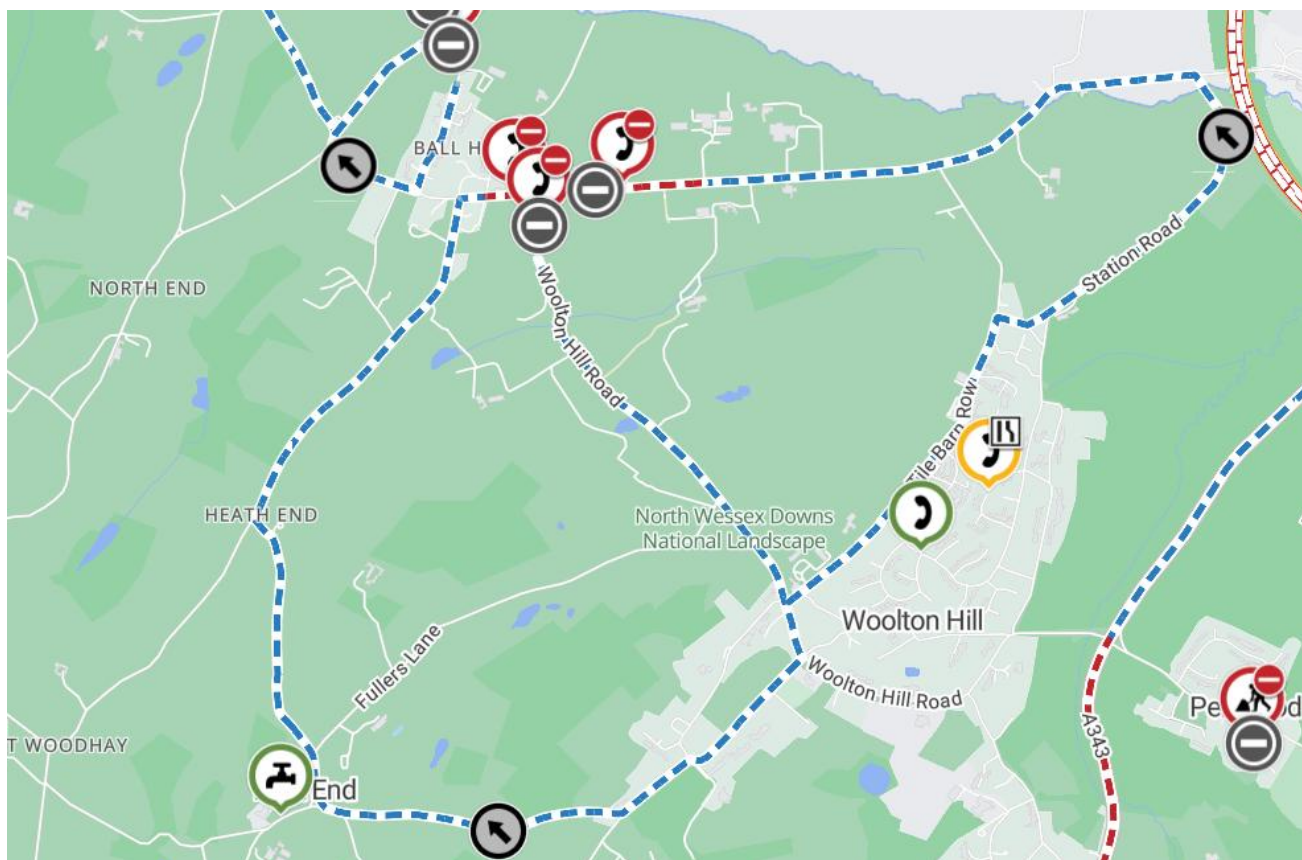 BALL H
NORTH END
Station Road
Woolton Hill Road
Tile Barn Row
HEATH END
North Wessex Downs
National Landscape
Woolton Hill
Fullers Lane
Woolton Hill Road
A343
T WOODHAY
End